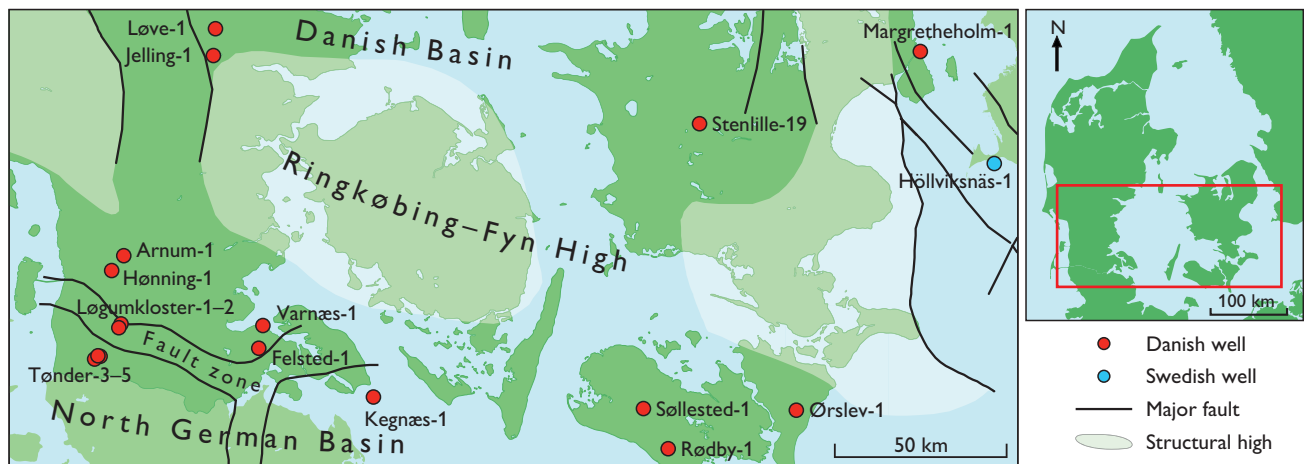 Løve-1
Jelling-1
Danish Basin
Margretheholm-1
Stenlille-19
Höllviksnäs-1
Ringkøbing–Fyn High
Arnum-1
Hønning-1
Løgumkloster-1–2
Varnæs-1
Fault zone
Felsted-1
Tønder-3–5
Kegnæs-1
North German Basin
Søllested-1
Ørslev-1
Rødby-1
50 km
N
100 km
Danish well
Swedish well
Major fault
Structural high